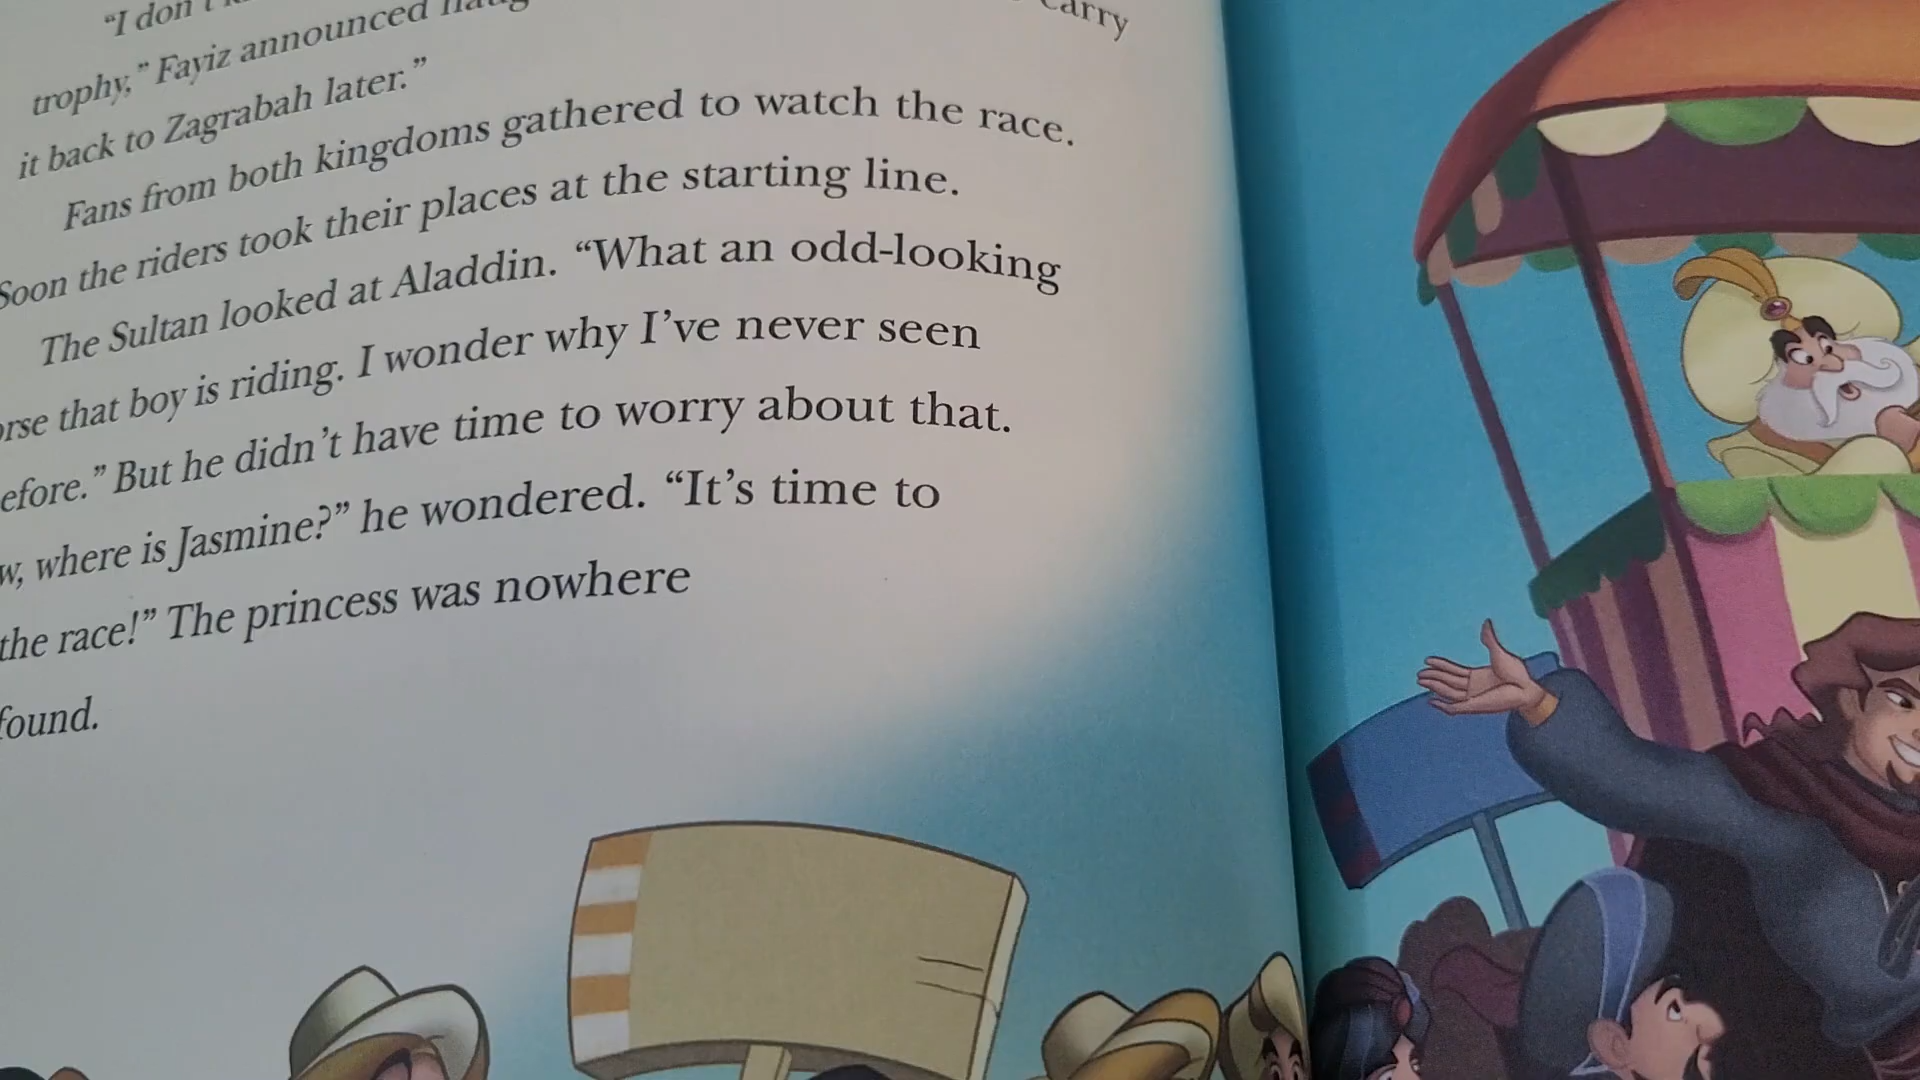 "I don't
carry
trophy," Fayiz announced
it back to Zagrabah later."
Fans from both kingdoms gathered to watch the race.
Soon the riders took their places at the starting line.
The Sultan looked at Aladdin. "What an odd-looking
that boy is riding. I wonder why I've never seen
But he didn't have time to worry about that.
where is Jasmine?" he wondered. "It's time to
the race!" The princess was nowhere
found.